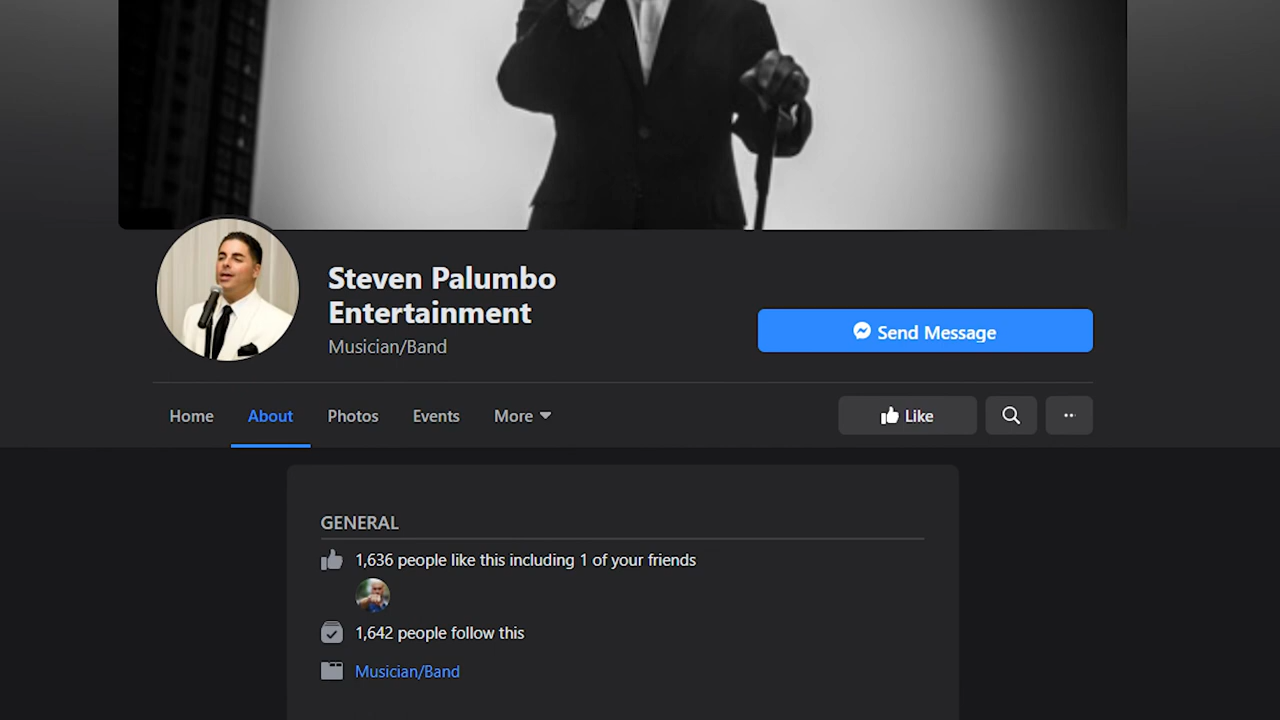 Steven Palumbo
Entertainment
Musician/Band
Send Message
Home About Photos Events More
Like
GENERAL
1,636 people like this including 1 of your friends
1,642 people follow this
Musician/Band